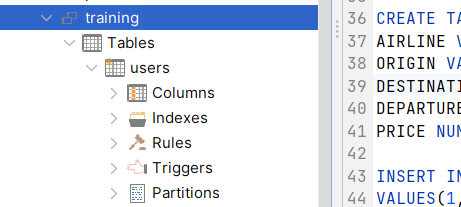 training
Tables
users
Columns
Indexes
Rules
Triggers
Partitions
36 CREATE TA
37 AIRLINE V
38 ORIGIN VA
39 DESTINATI
40 DEPARTURE
41 PRICE NUM
42
43 INSERT IN
44 VALUES(1,